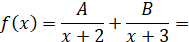 f(x) = A/(x + 2) + B/(x + 3) =